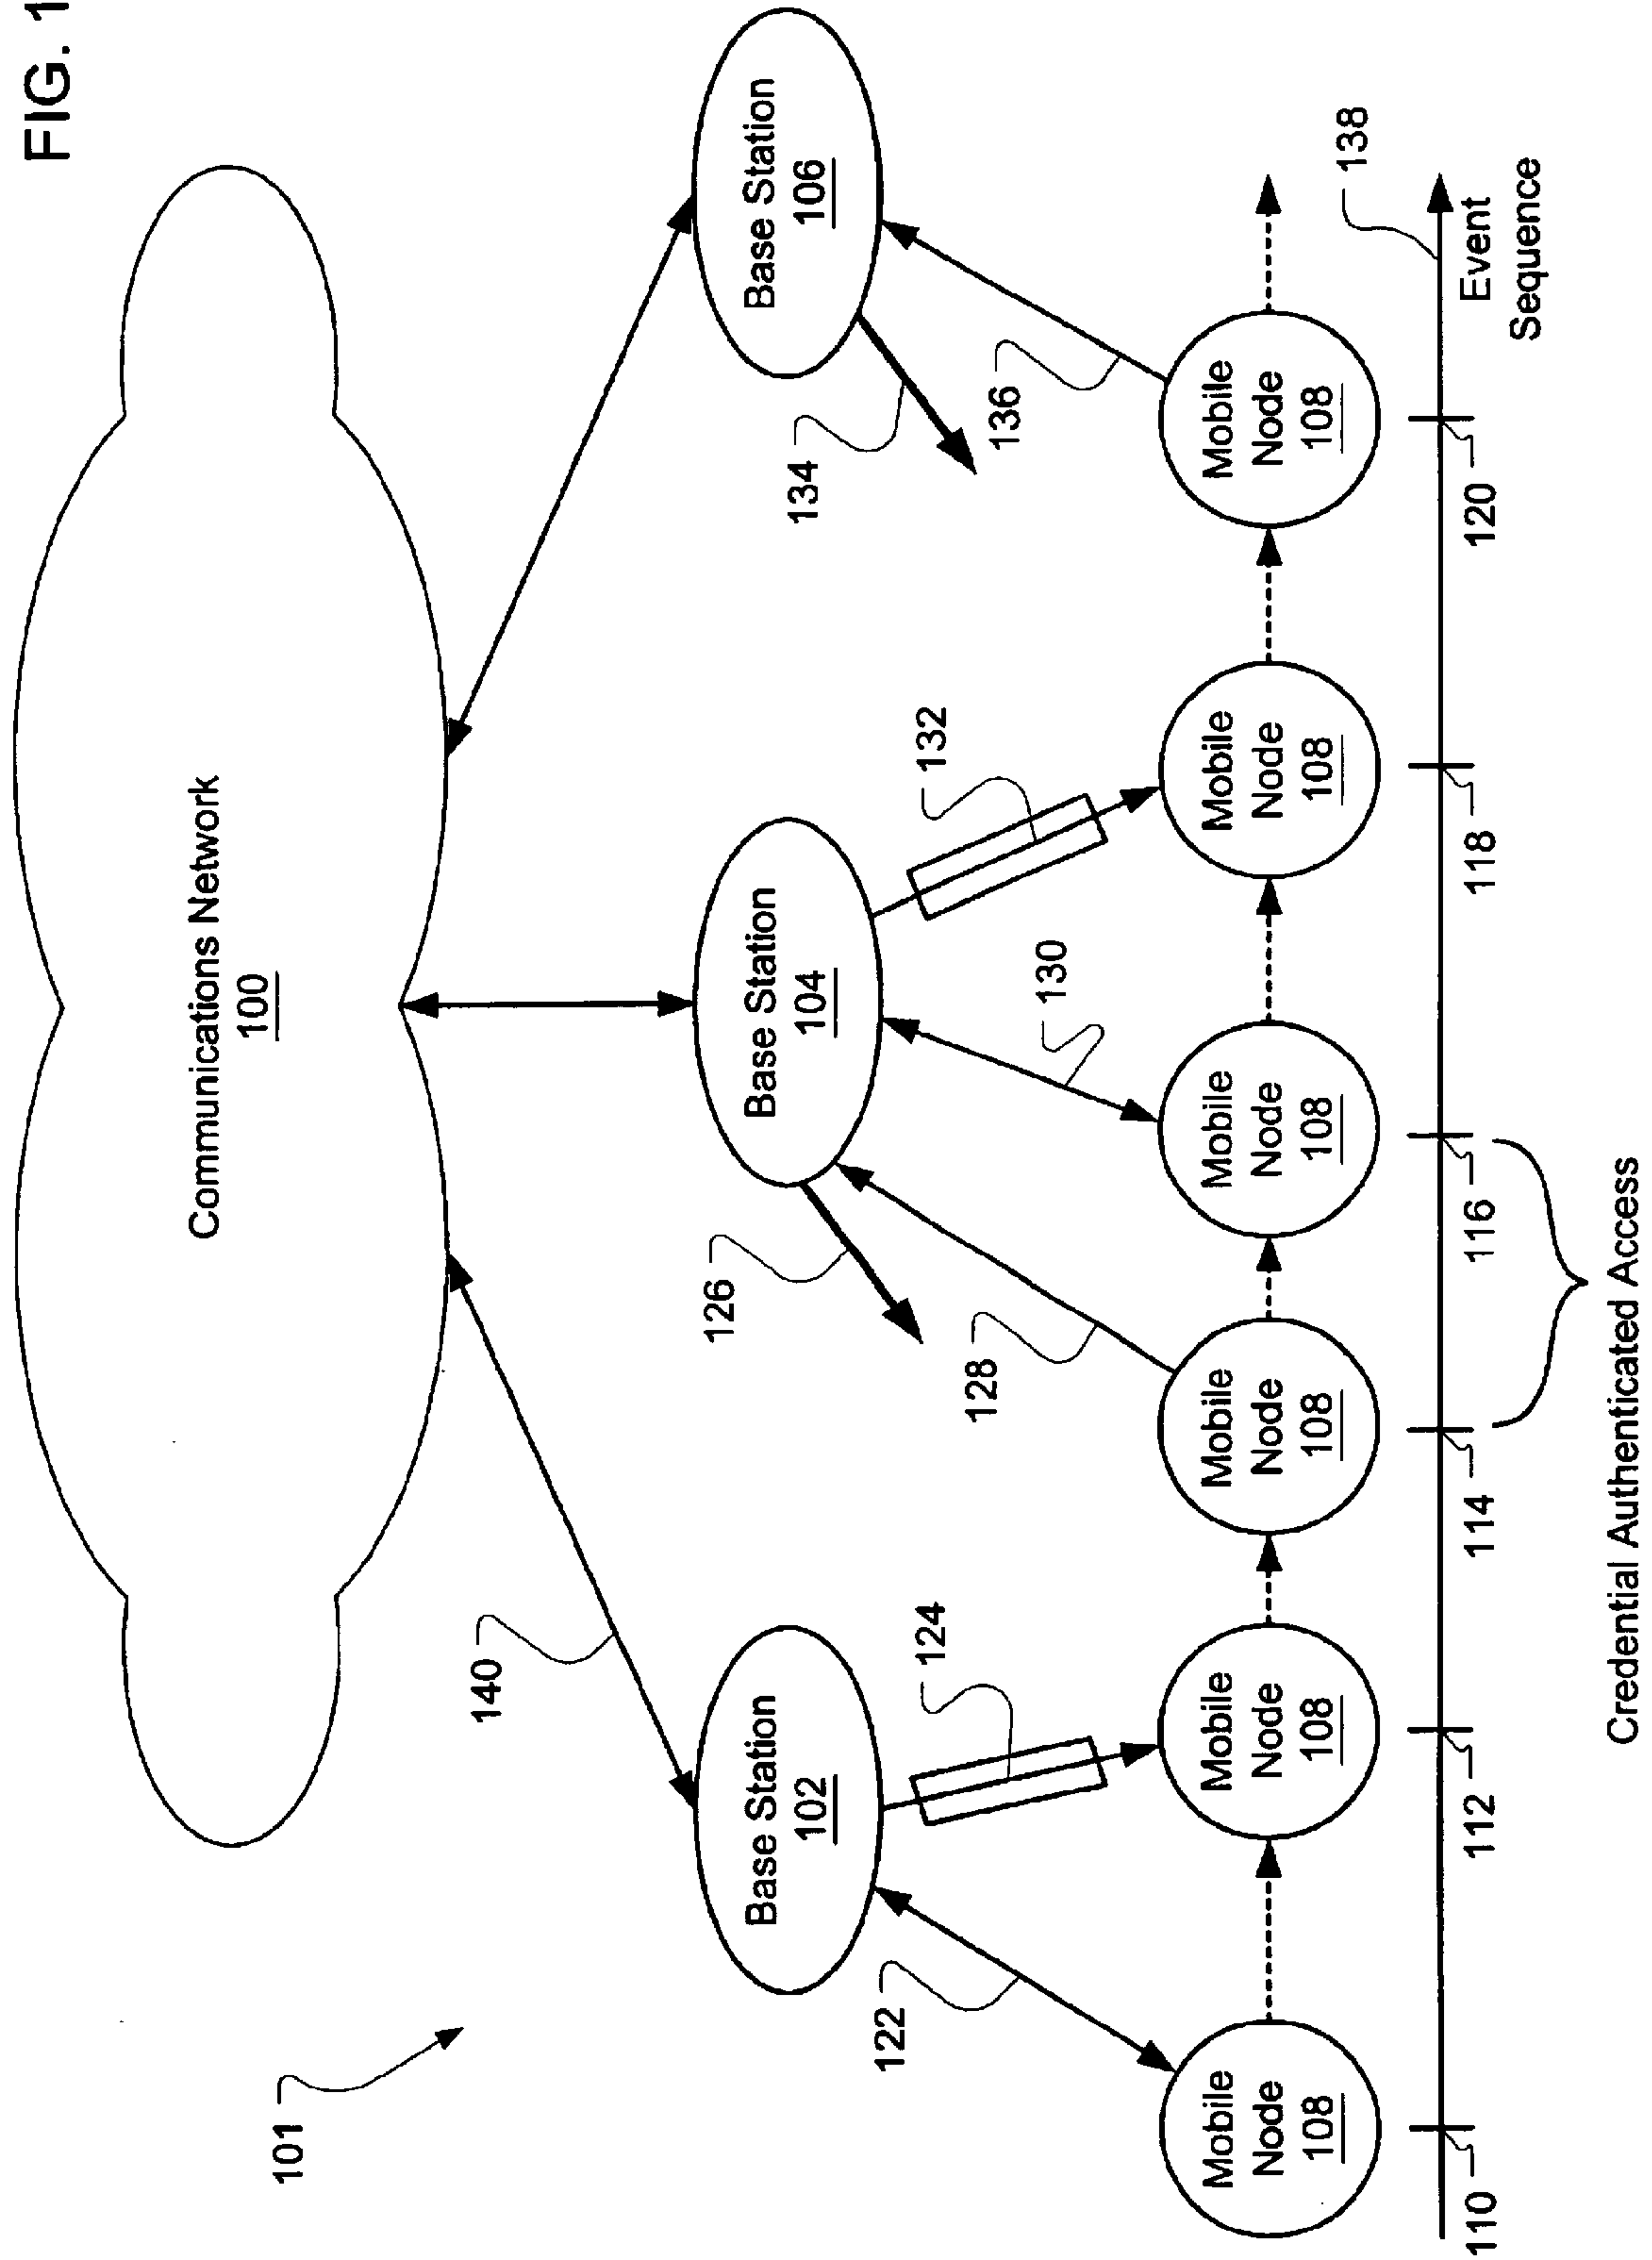 FIG. 1
Communications Network
100
101
140
Base Station
102
Base Station
104
Base Station
106
122
124
126
128
130
132
134
136
Mobile
Node
108
Mobile
Node
108
Mobile
Node
108
Mobile
Node
108
Mobile
Node
108
Mobile
Node
108
138
110
112
114
116
118
120
Event
Sequence
Credential Authenticated Access